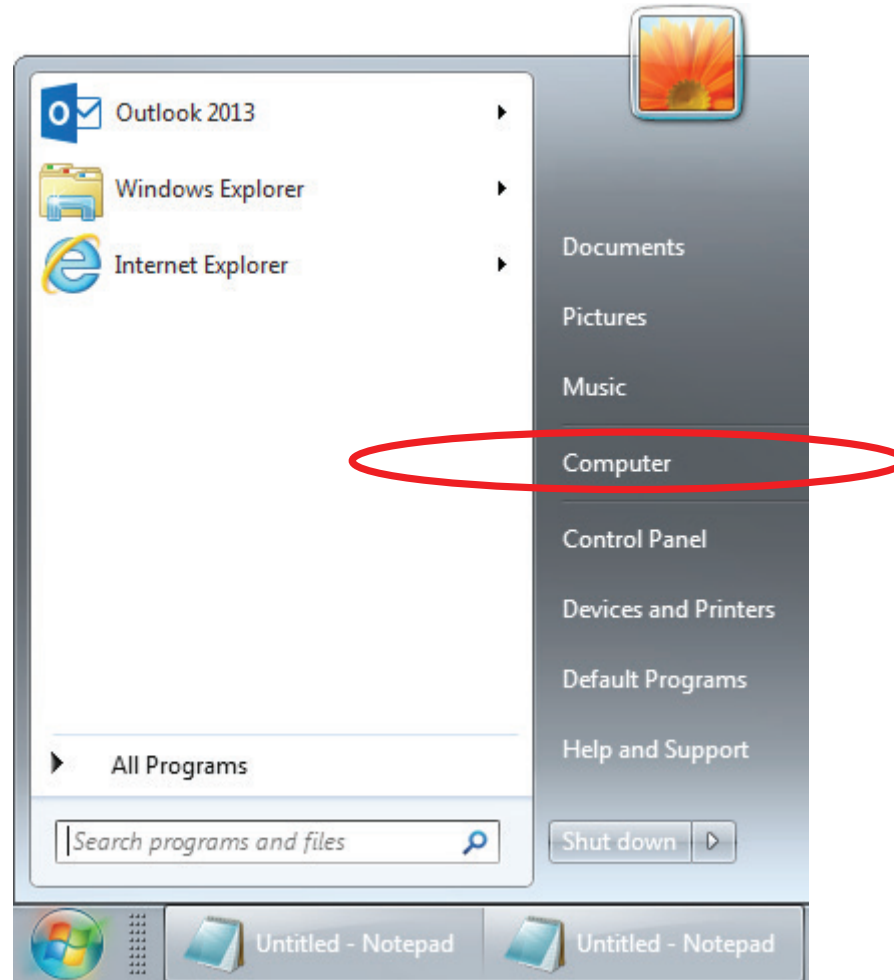 Outlook 2013
Windows Explorer
Internet Explorer
All Programs
Search programs and files
Documents
Pictures
Music
Computer
Control Panel
Devices and Printers
Default Programs
Help and Support
Shut down
Untitled - Notepad
Untitled - Notepad